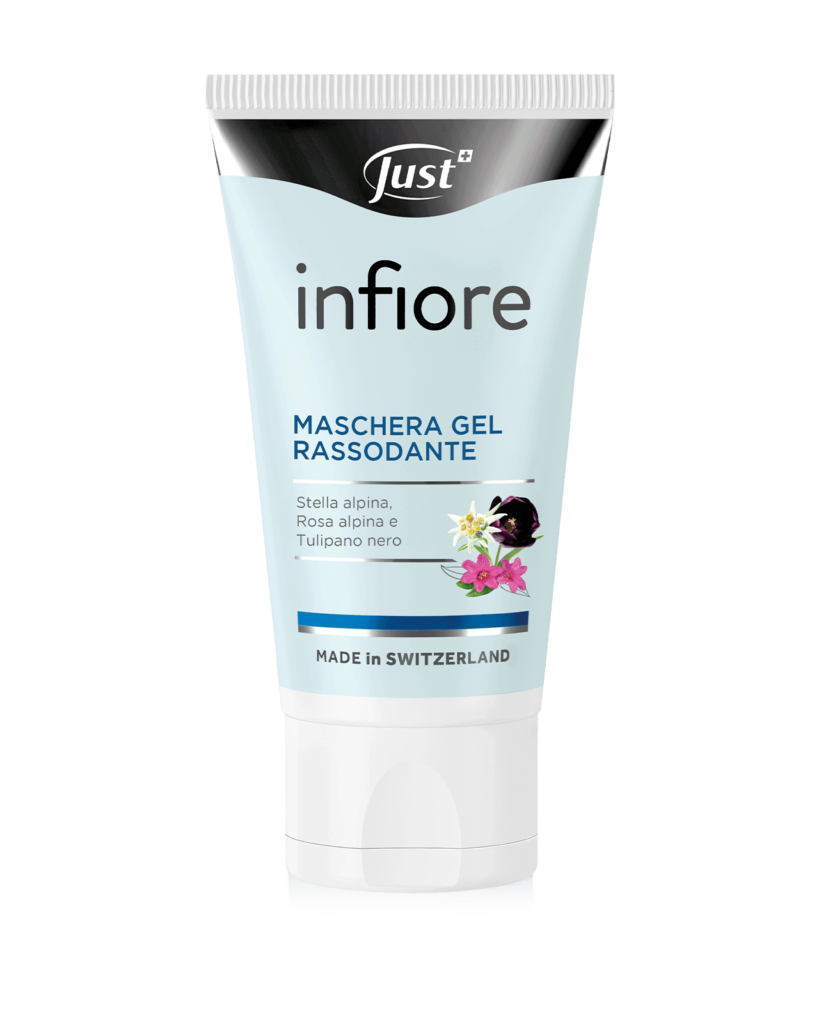 Just
infiore
MASCHERA GEL
RASSODANTE
Stella alpina,
Rosa alpina e
Tulipano nero
MADE in SWITZERLAND